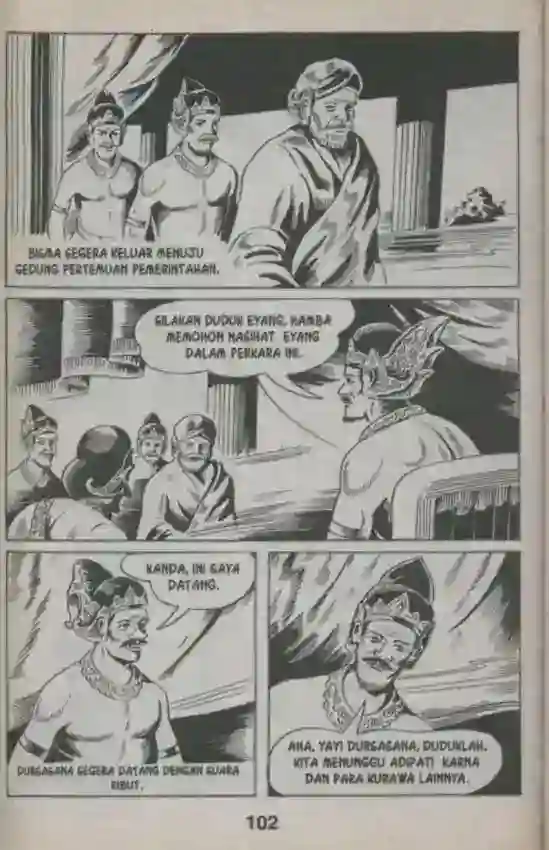 BISMA SEGERA KELUAR MENUJU
GEDUNG PERTEMUAN PEMERINTAHAN.
SILAKAN DUDUK EYANG. HAMBA
MEMOHON NASIHAT EYANG
DALAM PERKARA INI.
KANDA, INI SAYA
DATANG.
DURSASANA SEGERA DATANG DENGAN SUARA
RIBUT.
AHA, YAYI DURSASANA, DUDUKLAH.
KITA MENUNGGU ADIPATI KARNA
DAN PARA KURAWA LAINNYA.
102